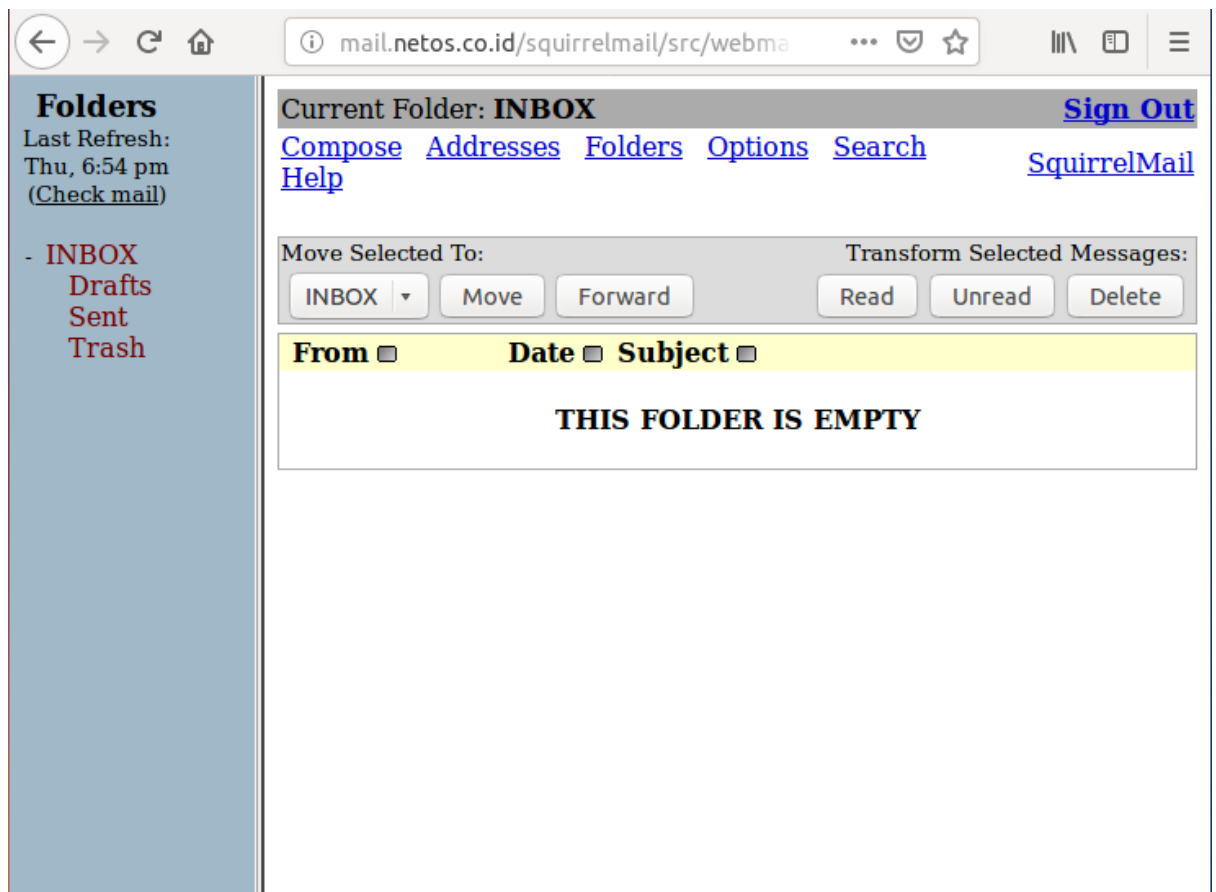 mail.netos.co.id/squirrelmail/src/webma
Folders
Last Refresh:
Thu, 6:54 pm
(Check mail)
- INBOX
Drafts
Sent
Trash
Current Folder: INBOX Sign Out
Compose Addresses Folders Options Search
Help
SquirrelMail
Move Selected To: Transform Selected Messages:
INBOX Move Forward Read Unread Delete
From Date Subject
THIS FOLDER IS EMPTY